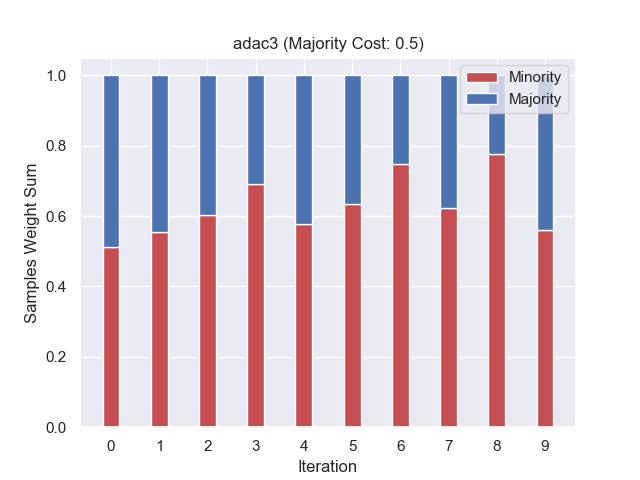 adac3 (Majority Cost: 0.5)
Minority
Majority
1.0
0.8
0.6
0.4
0.2
0.0
Samples Weight Sum
0 1 2 3 4 5 6 7 8 9
Iteration